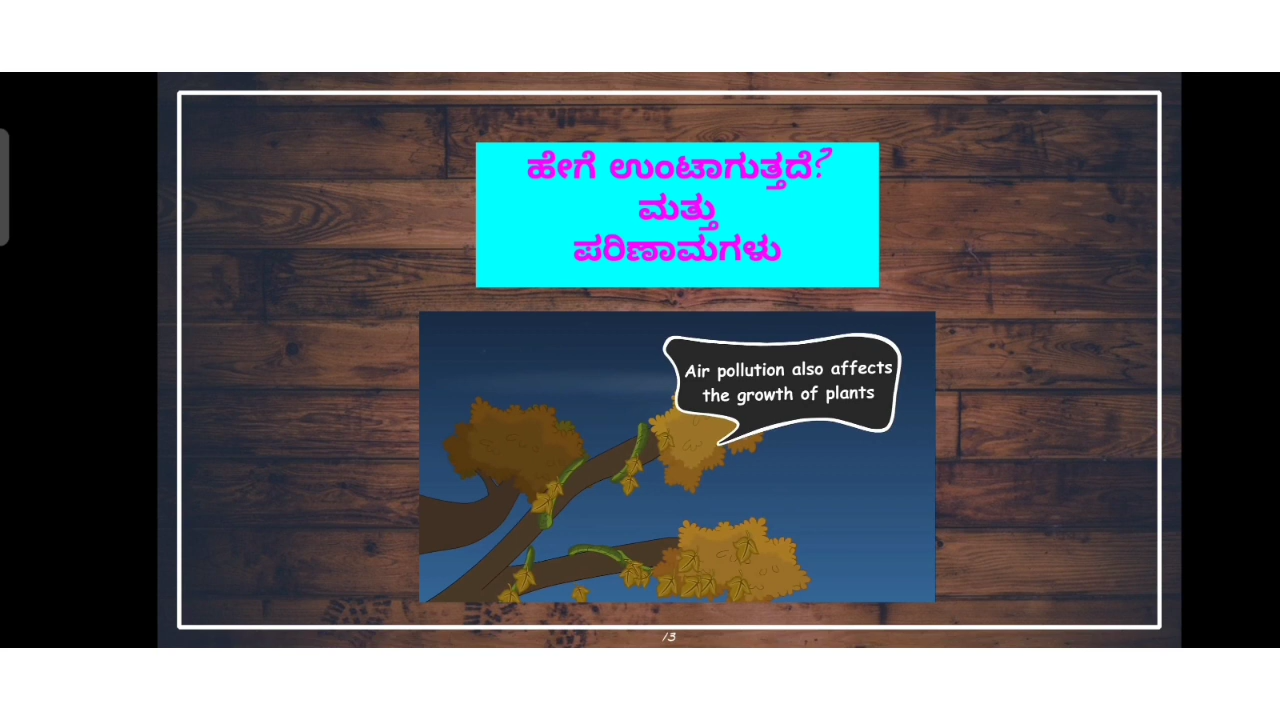 ಹೇಗೆ ಉಂಟಾಗುತ್ತದೆ?
ಮತ್ತು
ಪರಿಣಾಮಗಳು
Air pollution also affects
the growth of plants
13